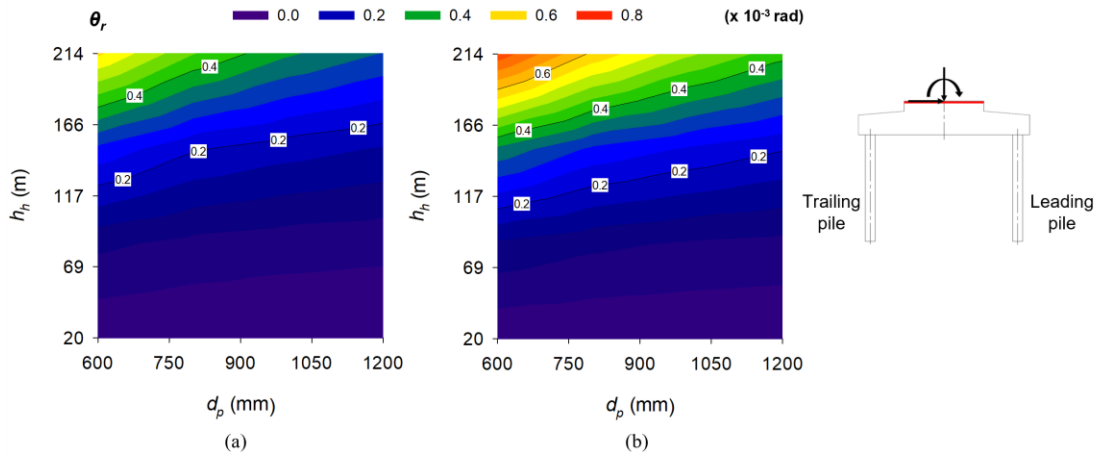 θr 0.0 0.2 0.4 0.6 0.8 (x 10⁻³ rad)
214 166 117 69 20
hh (m)
0.4 0.4 0.2 0.2 0.2 0.2
600 750 900 1050 1200
dp (mm)
(a)
214 166 117 69 20
hh (m)
0.6 0.4 0.4 0.4 0.4 0.2 0.2 0.2 0.2
600 750 900 1050 1200
dp (mm)
(b)
Trailing
pile
Leading
pile